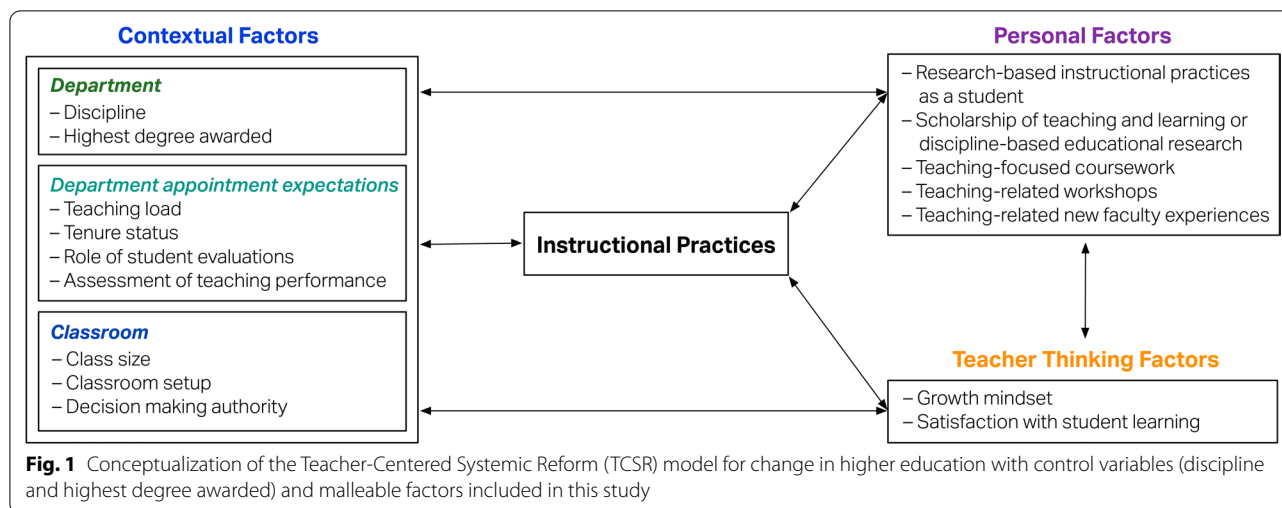 Contextual Factors
Department
– Discipline
– Highest degree awarded
Department appointment expectations
– Teaching load
– Tenure status
– Role of student evaluations
– Assessment of teaching performance
Classroom
– Class size
– Classroom setup
– Decision making authority
Instructional Practices
Personal Factors
– Research-based instructional practices
as a student
– Scholarship of teaching and learning or
discipline-based educational research
– Teaching-focused coursework
– Teaching-related workshops
– Teaching-related new faculty experiences
Teacher Thinking Factors
– Growth mindset
– Satisfaction with student learning
Fig. 1 Conceptualization of the Teacher-Centered Systemic Reform (TCSR) model for change in higher education with control variables (discipline
and highest degree awarded) and malleable factors included in this study